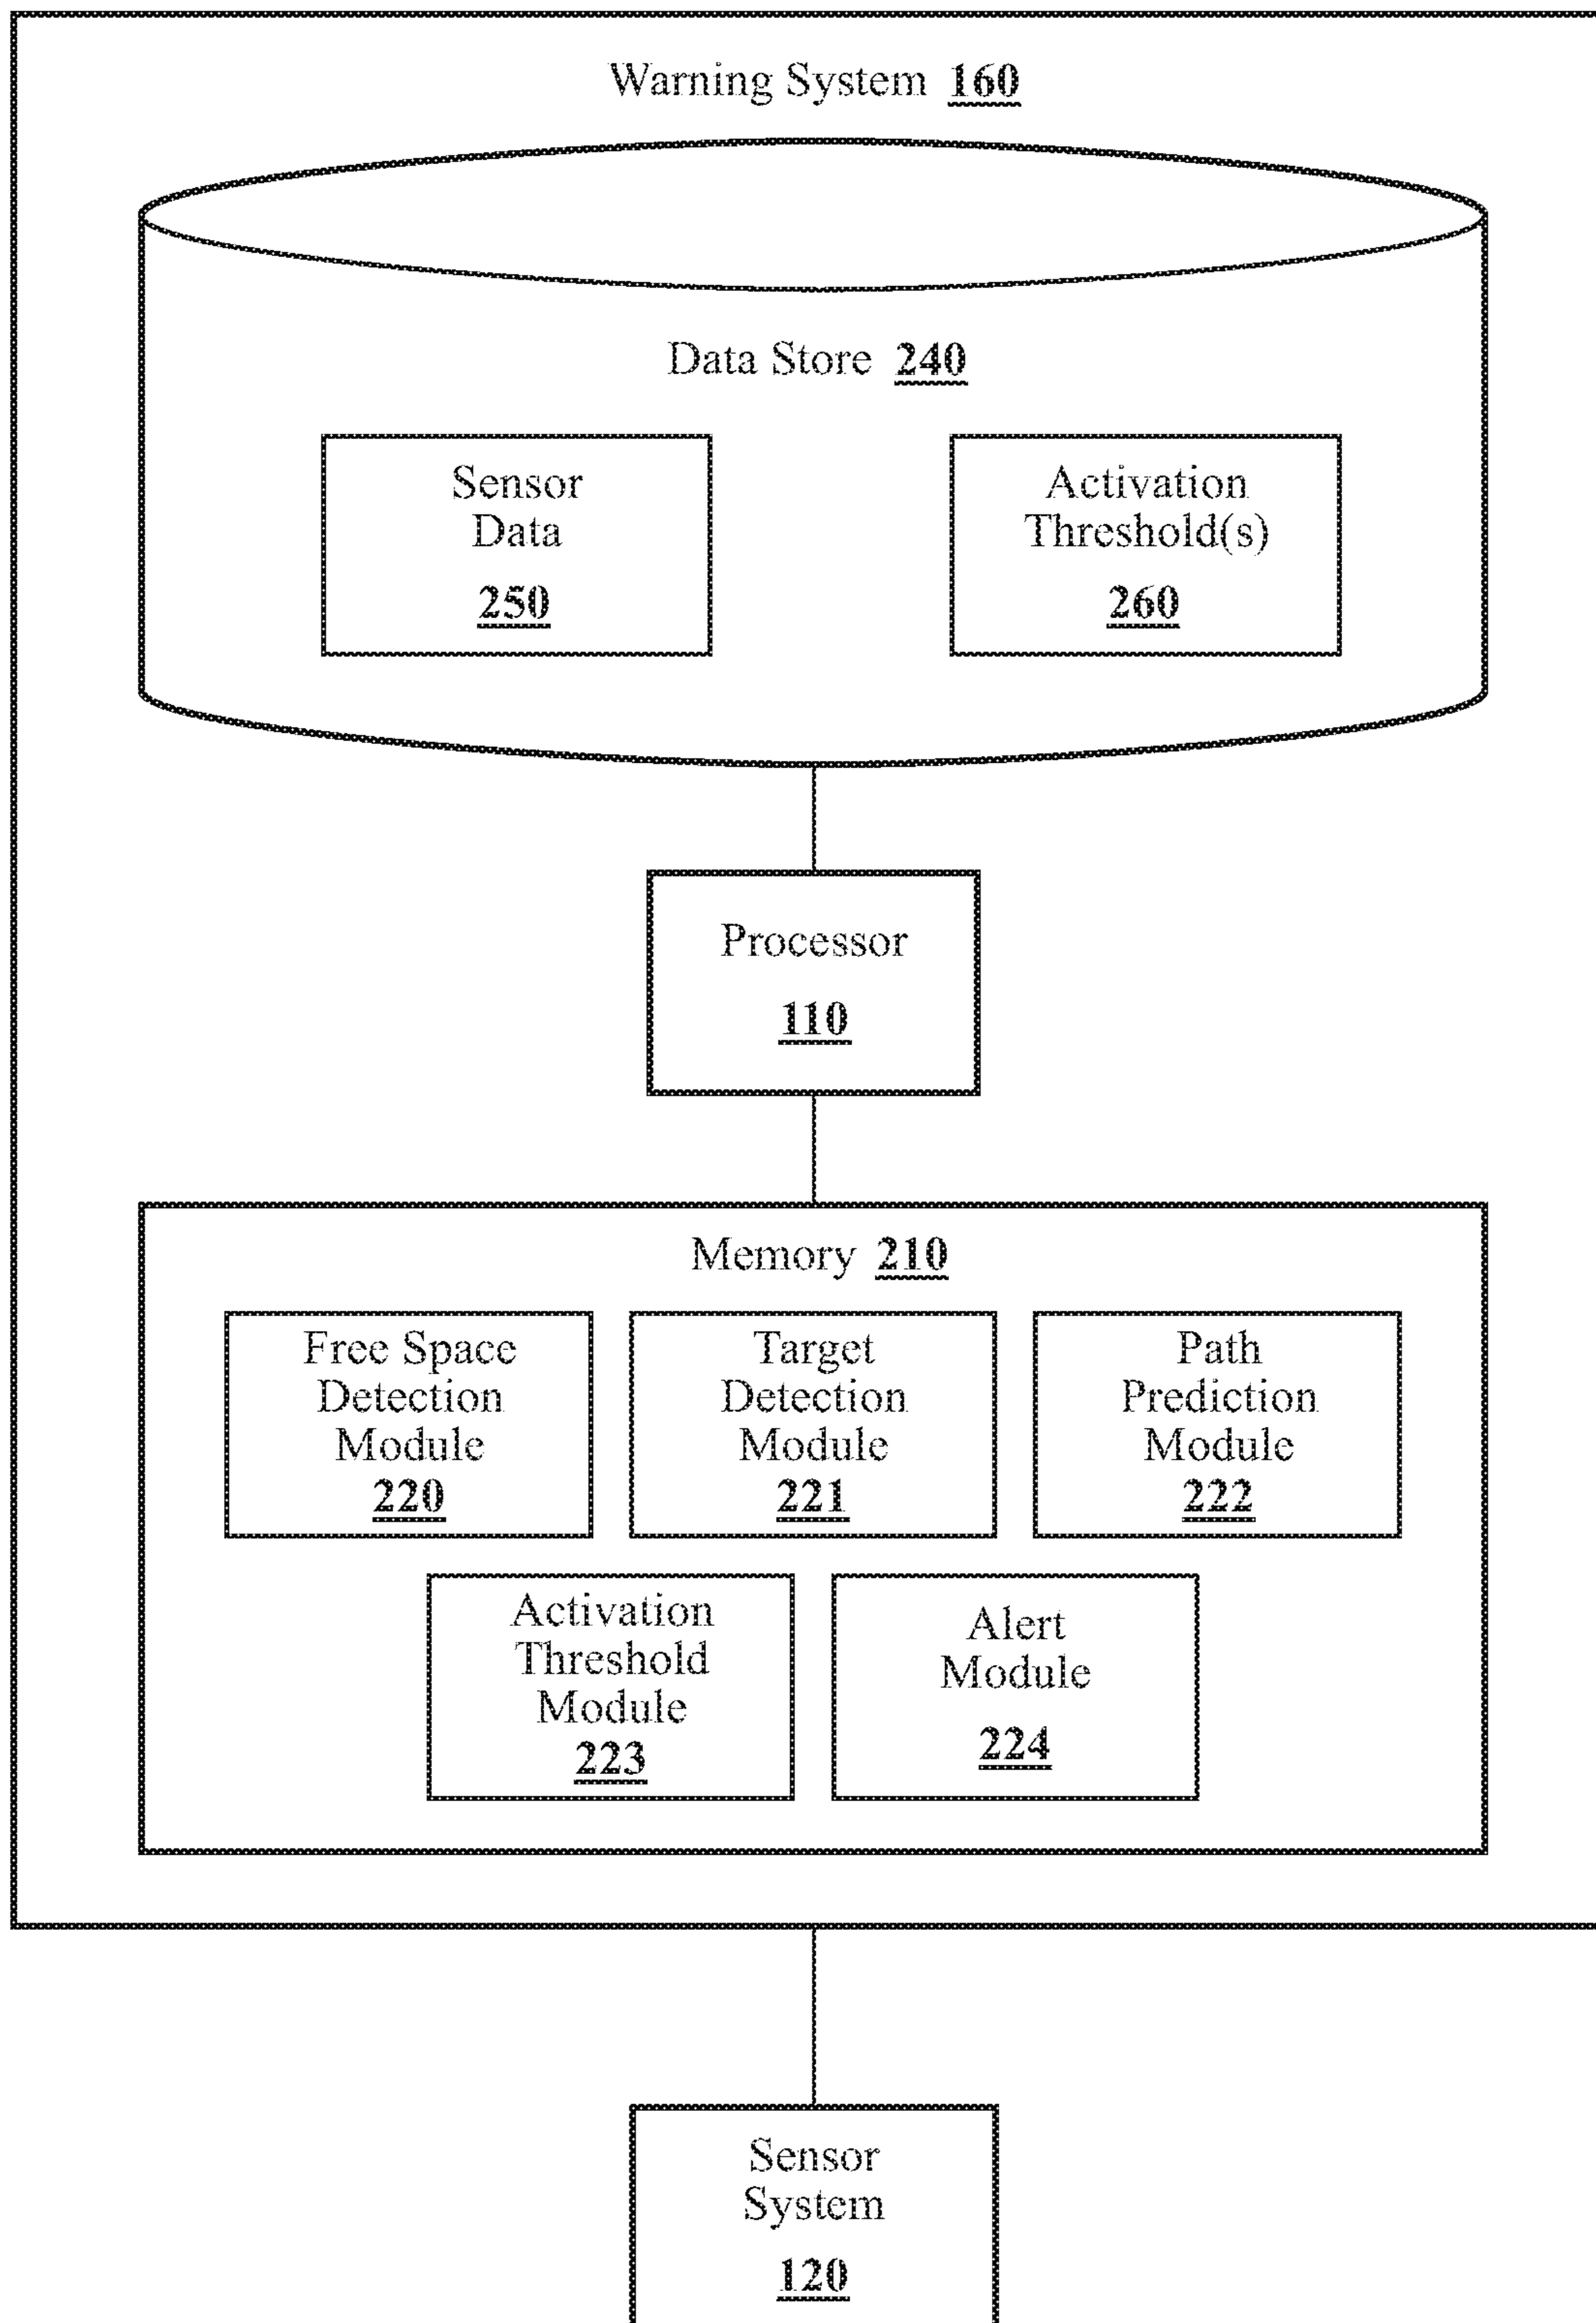 Warning System 160
Data Store 240
Sensor
Data
250
Activation
Threshold(s)
260
Processor
110
Memory 210
Free Space
Detection
Module
220
Target
Detection
Module
221
Path
Prediction
Module
222
Activation
Threshold
Module
223
Alert
Module
224
Sensor
System
120